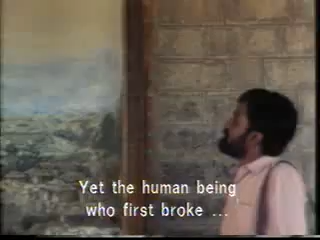 Yet the human being
who first broke ...